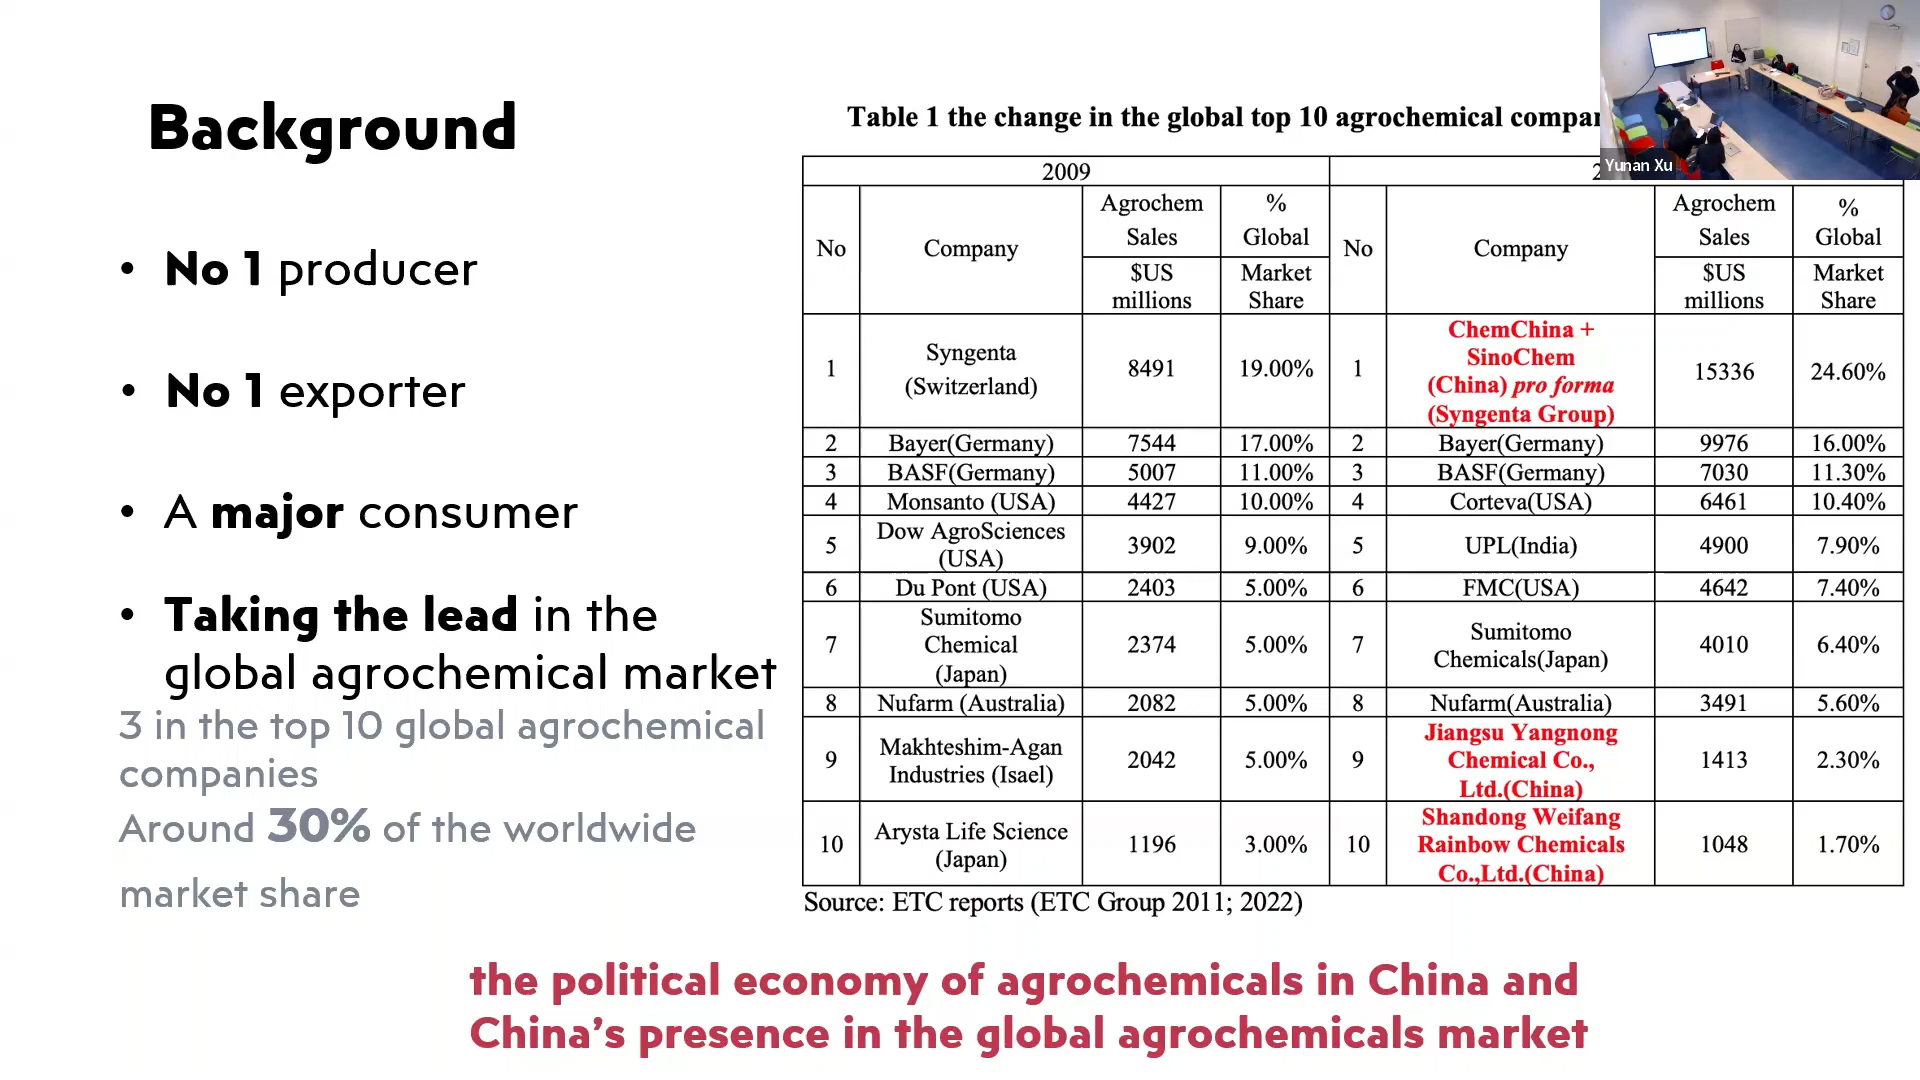 Background
• No 1 producer
• No 1 exporter
• A major consumer
• Taking the lead in the
global agrochemical market
3 in the top 10 global agrochemical
companies
Around 30% of the worldwide
market share
Table 1 the change in the global top 10 agrochemical compan
2009
No
Company
Agrochem
Sales
$US
millions
%
Global
Market
Share
No
Company
Agrochem
Sales
$US
millions
%
Global
Market
Share
1
Syngenta
(Switzerland)
8491
19.00%
1
ChemChina +
SinoChem
(China) pro forma
(Syngenta Group)
15336
24.60%
2 Bayer(Germany) 7544 17.00% 2 Bayer(Germany) 9976 16.00%
3 BASF(Germany) 5007 11.00% 3 BASF(Germany) 7030 11.30%
4 Monsanto (USA) 4427 10.00% 4 Corteva(USA) 6461 10.40%
5
Dow AgroSciences
(USA)
3902 9.00% 5 UPL(India) 4900 7.90%
6 Du Pont (USA) 2403 5.00% 6 FMC(USA) 4642 7.40%
7
Sumitomo
Chemical
(Japan)
2374 5.00% 7
Sumitomo
Chemicals(Japan)
4010 6.40%
8 Nufarm (Australia) 2082 5.00% 8 Nufarm(Australia) 3491 5.60%
9
Makhteshim-Agan
Industries (Isael)
2042 5.00% 9
Jiangsu Yangnong
Chemical Co.,
Ltd.(China)
1413 2.30%
10
Arysta Life Science
(Japan)
1196 3.00% 10
Shandong Weifang
Rainbow Chemicals
Co.,Ltd.(China)
1048 1.70%
Source: ETC reports (ETC Group 2011; 2022)
the political economy of agrochemicals in China and
China's presence in the global agrochemicals market
Yunan Xu